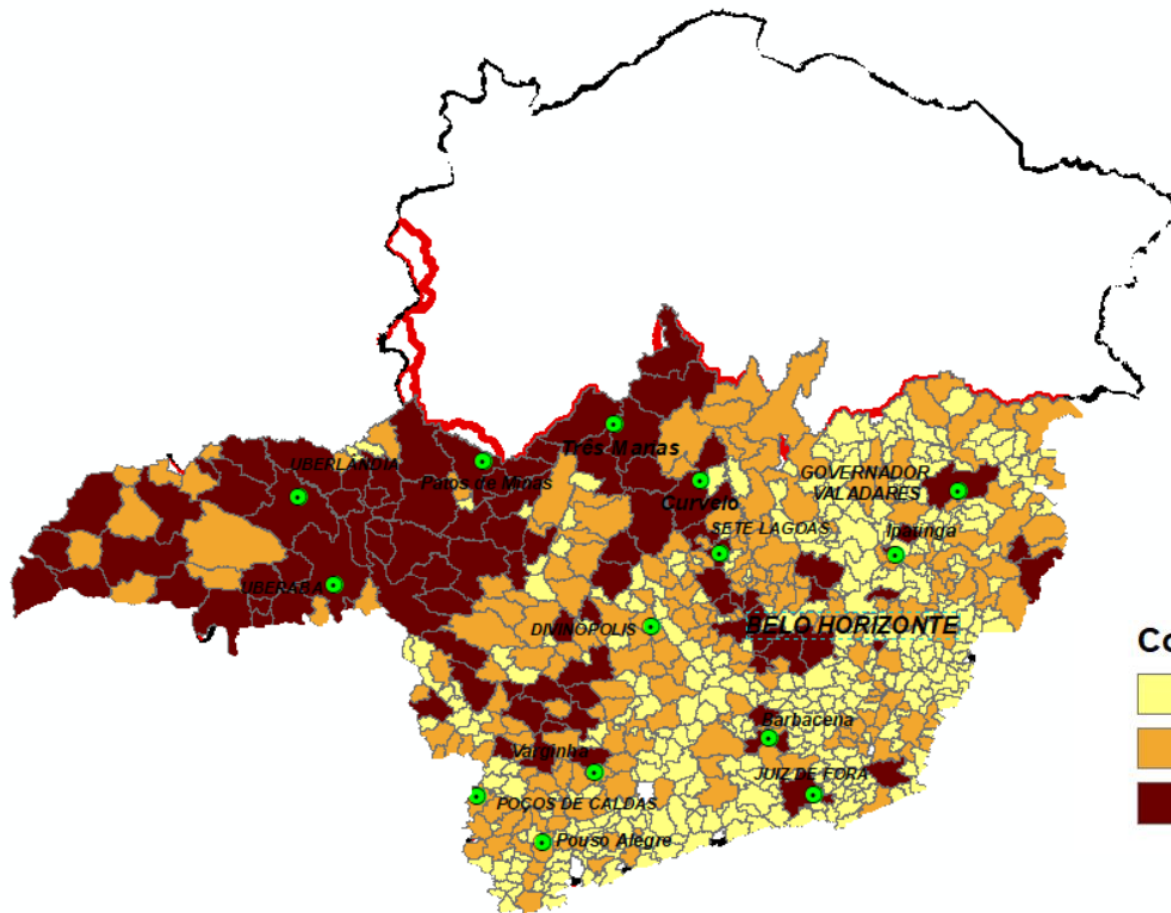 Três Marias
UBERLÂNDIA
Patos de Minas
GOVERNADOR
VALADARES
Curvelo
SETE LAGOAS
Ipatinga
UBERABA
DIVINÓPOLIS
BELO HORIZONTE
Co
Barbacena
Varginha
JUIZ DE FORA
POÇOS DE CALDAS
Pouso Alegre